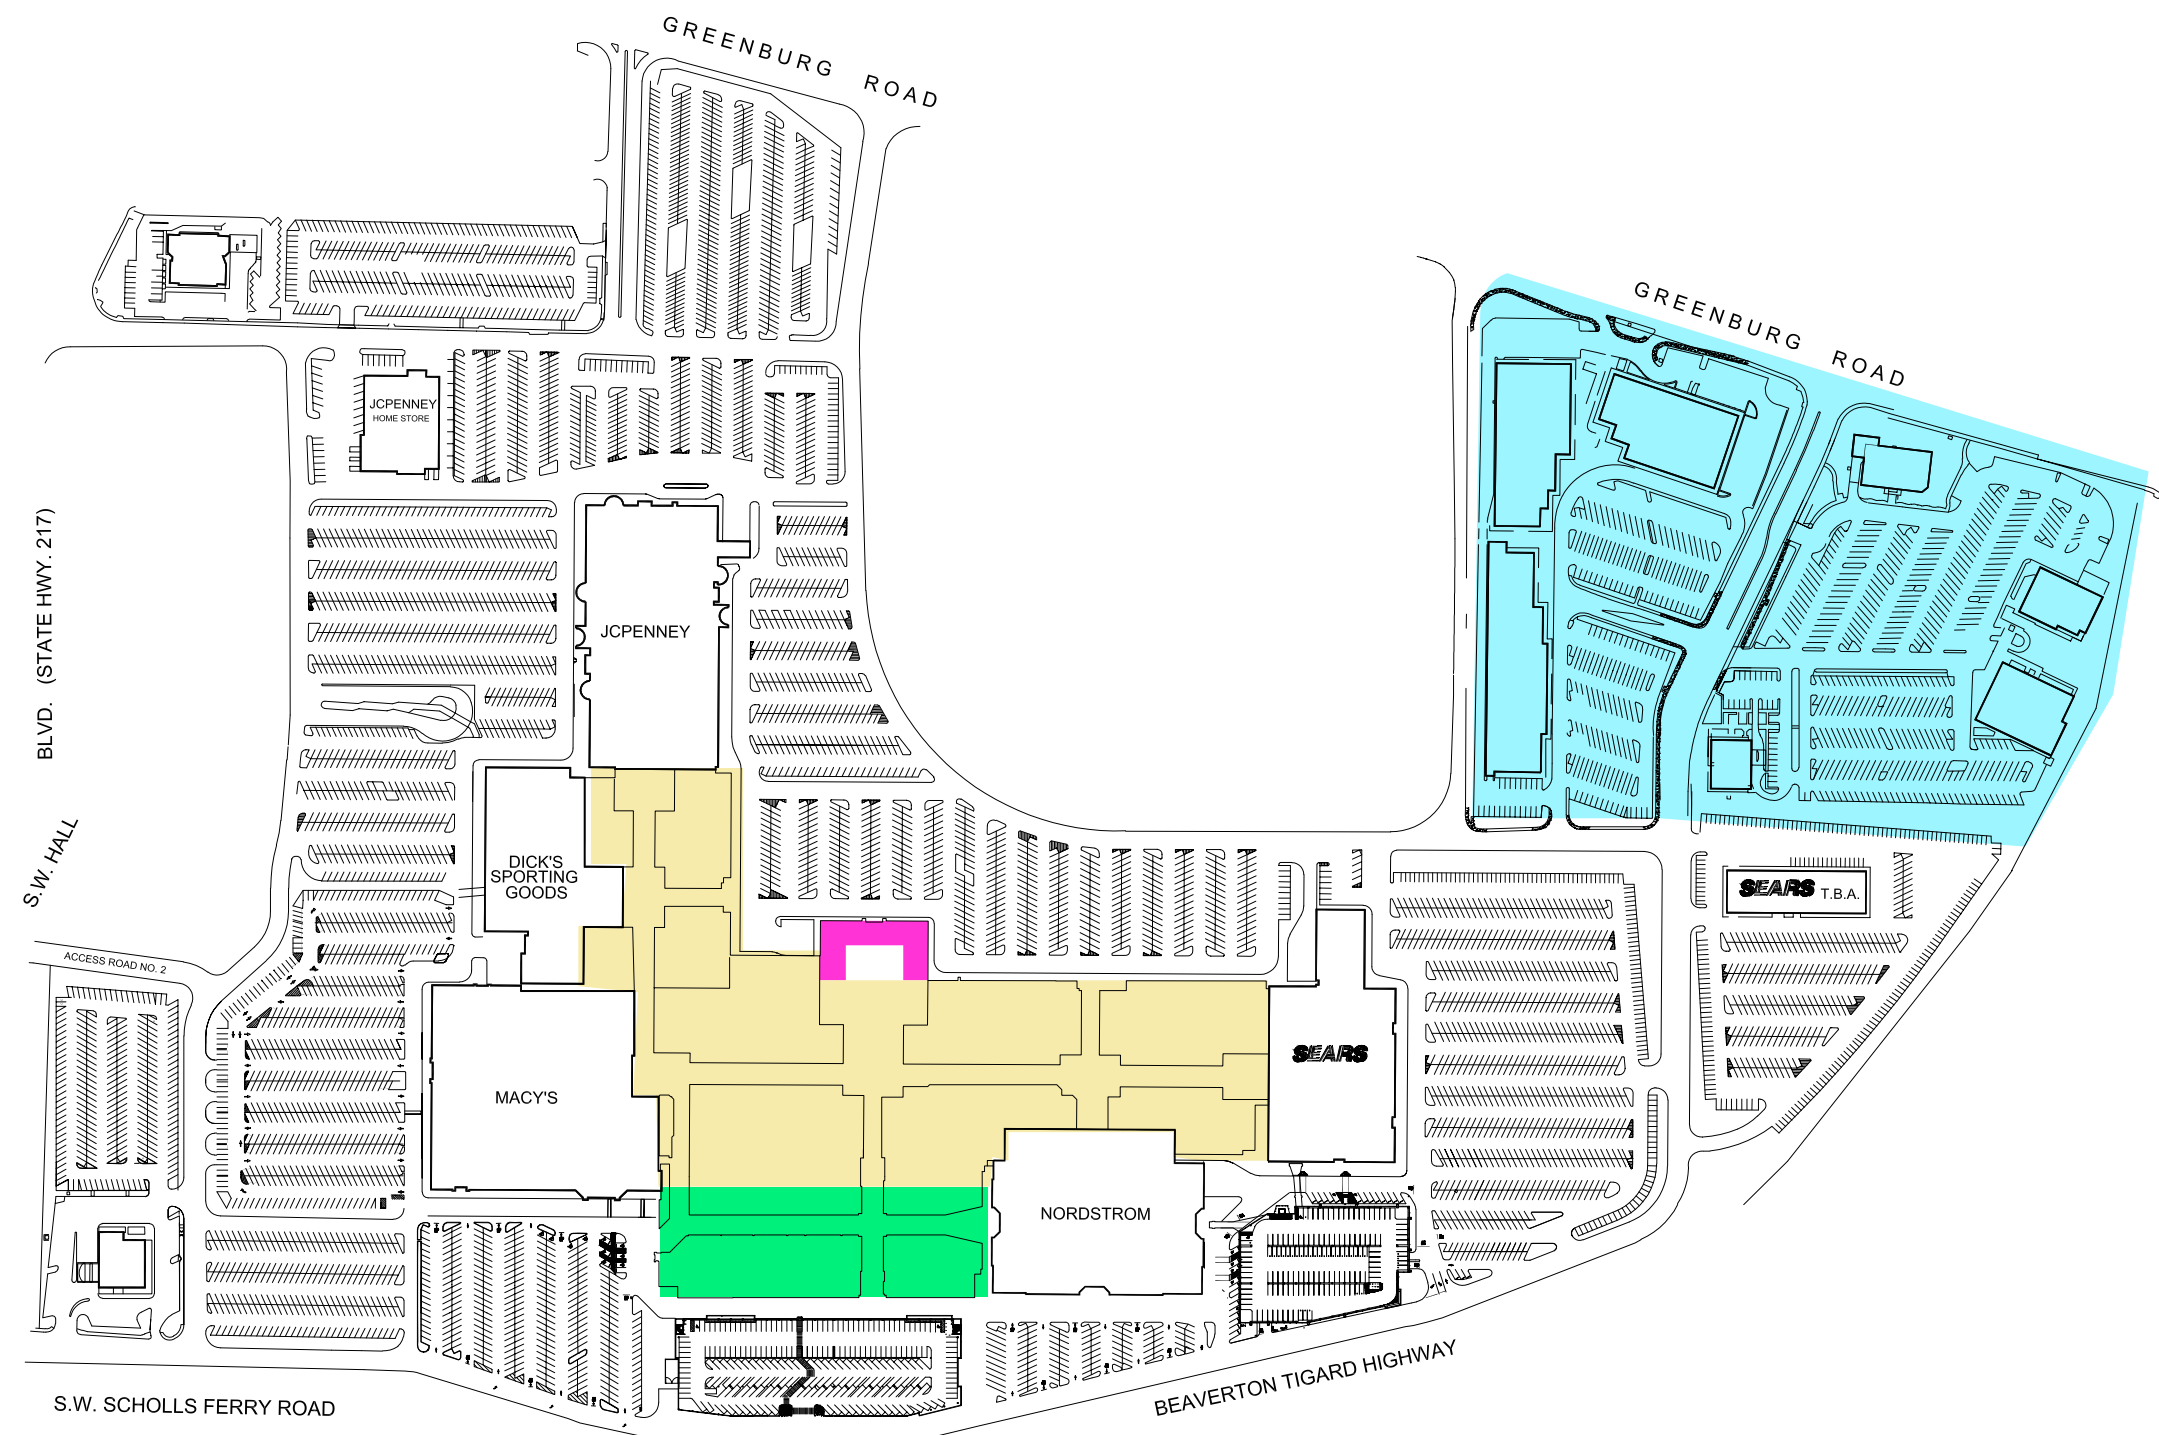 GREENBURG ROAD
GREENBURG ROAD
JCPENNEY
HOME STORE
BLVD. (STATE HWY. 217)
JCPENNEY
S.W. HALL
DICK'S
SPORTING
GOODS
SEARS T.B.A.
ACCESS ROAD NO. 2
SEARS
MACY'S
NORDSTROM
BEAVERTON TIGARD HIGHWAY
S.W. SCHOLLS FERRY ROAD